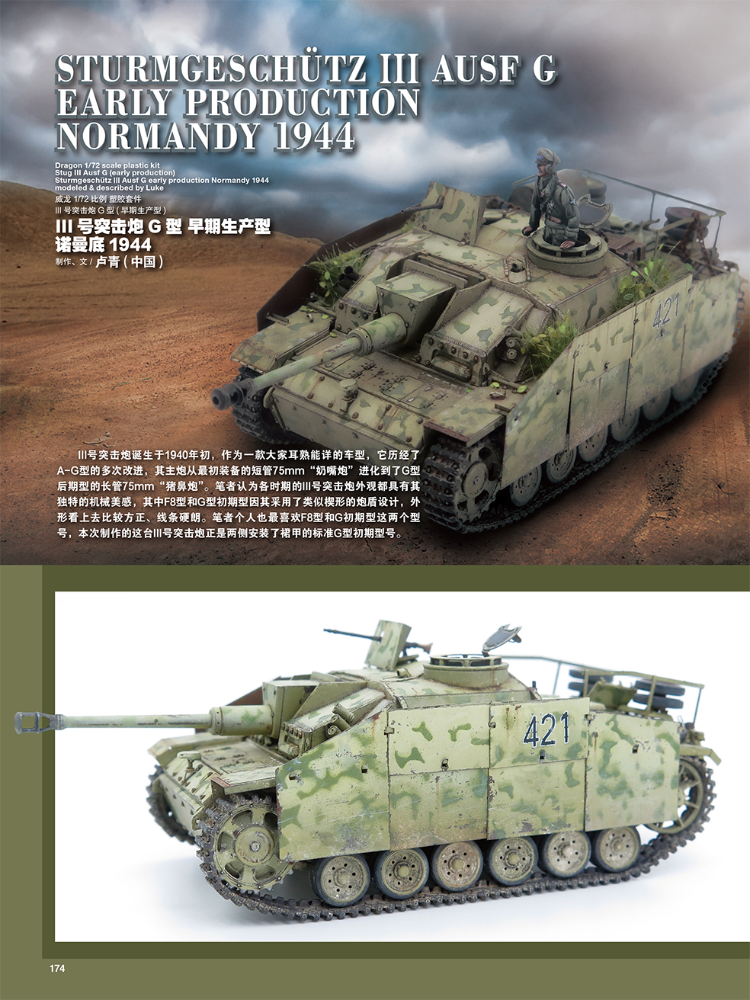 STURMGESCHÜTZ III AUSF G
EARLY PRODUCTION
NORMANDY 1944
Dragon 1/72 scale plastic kit
Stug III Ausf G (early production)
Sturmgeschütz III Ausf G early production Normandy 1944
modeled & described by Luke
威龙 1/72 比例 塑胶套件
III 号突击炮 G 型 ( 早期生产型 )
III 号突击炮 G 型 早期生产型
诺曼底 1944
制作、文 / 卢青 ( 中国 )
421
III号突击炮诞生于1940年初，作为一款大家耳熟能详的车型，它历经了
A-G型的多次改进，其主炮从最初装备的短管75mm“奶嘴炮”进化到了G型
后期型的长管75mm“猪鼻炮”。笔者认为各时期的III号突击炮外观都具有其
独特的机械美感，其中F8型和G型初期型因其采用了类似楔形的炮盾设计，外
形看上去比较方正、线条硬朗。笔者个人也最喜欢F8型和G初期型这两个型
号，本次制作的这台III号突击炮正是两侧安装了裙甲的标准G型初期型号。
421
174